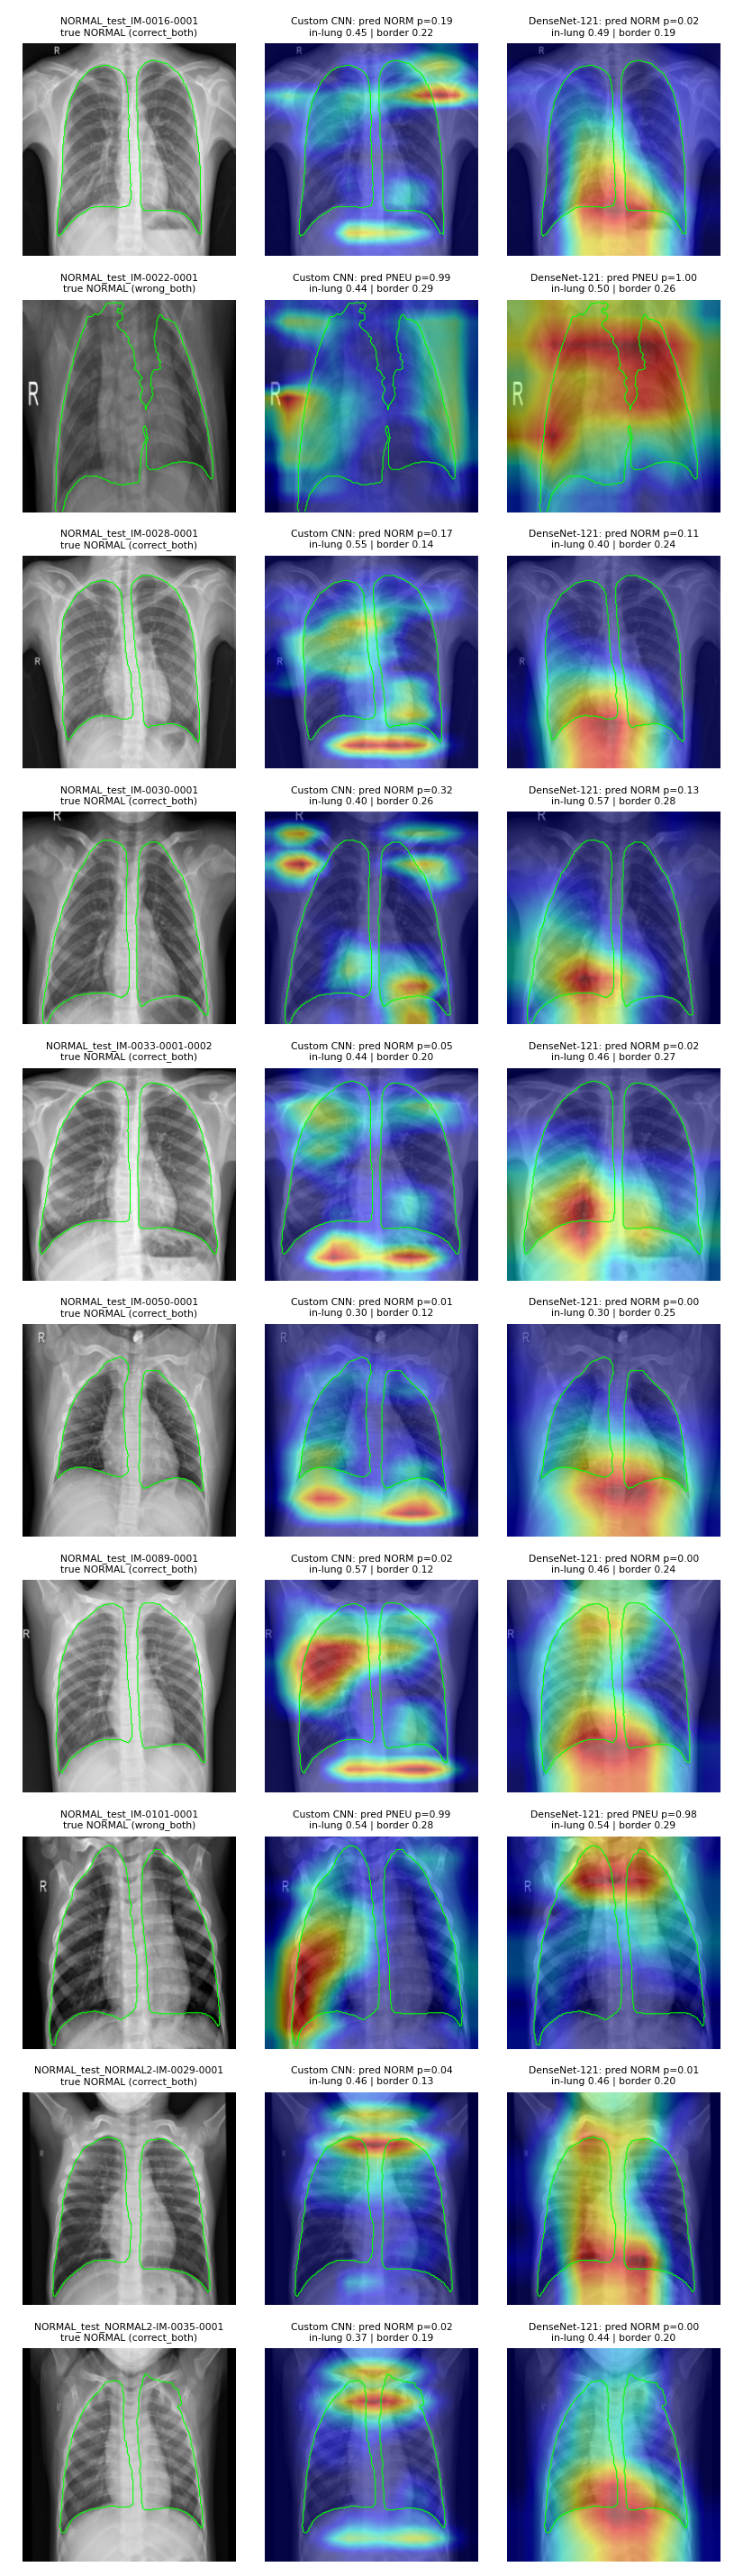 NORMAL_test_IM-0016-0001
true NORMAL (correct_both)
Custom CNN: pred NORM p=0.19
in-lung 0.45 | border 0.22
DenseNet-121: pred NORM p=0.02
in-lung 0.49 | border 0.19
R
R
R
NORMAL_test_IM-0022-0001
true NORMAL (wrong_both)
Custom CNN: pred PNEU p=0.99
in-lung 0.44 | border 0.29
DenseNet-121: pred PNEU p=1.00
in-lung 0.50 | border 0.26
R
R
R
NORMAL_test_IM-0028-0001
true NORMAL (correct_both)
Custom CNN: pred NORM p=0.17
in-lung 0.55 | border 0.14
DenseNet-121: pred NORM p=0.11
in-lung 0.40 | border 0.24
R
R
R
NORMAL_test_IM-0030-0001
true NORMAL (correct_both)
Custom CNN: pred NORM p=0.32
in-lung 0.40 | border 0.26
DenseNet-121: pred NORM p=0.13
in-lung 0.57 | border 0.28
R
R
R
NORMAL_test_IM-0033-0001-0002
true NORMAL (correct_both)
Custom CNN: pred NORM p=0.05
in-lung 0.44 | border 0.20
DenseNet-121: pred NORM p=0.02
in-lung 0.46 | border 0.27
NORMAL_test_IM-0050-0001
true NORMAL (correct_both)
Custom CNN: pred NORM p=0.01
in-lung 0.30 | border 0.12
DenseNet-121: pred NORM p=0.00
in-lung 0.30 | border 0.25
R
R
R
NORMAL_test_IM-0089-0001
true NORMAL (correct_both)
Custom CNN: pred NORM p=0.02
in-lung 0.57 | border 0.12
DenseNet-121: pred NORM p=0.00
in-lung 0.46 | border 0.24
R
R
R
NORMAL_test_IM-0101-0001
true NORMAL (wrong_both)
Custom CNN: pred PNEU p=0.99
in-lung 0.54 | border 0.28
DenseNet-121: pred PNEU p=0.98
in-lung 0.54 | border 0.29
R
R
R
NORMAL_test_NORMAL2-IM-0029-0001
true NORMAL (correct_both)
Custom CNN: pred NORM p=0.04
in-lung 0.46 | border 0.13
DenseNet-121: pred NORM p=0.01
in-lung 0.46 | border 0.20
NORMAL_test_NORMAL2-IM-0035-0001
true NORMAL (correct_both)
Custom CNN: pred NORM p=0.02
in-lung 0.37 | border 0.19
DenseNet-121: pred NORM p=0.00
in-lung 0.44 | border 0.20